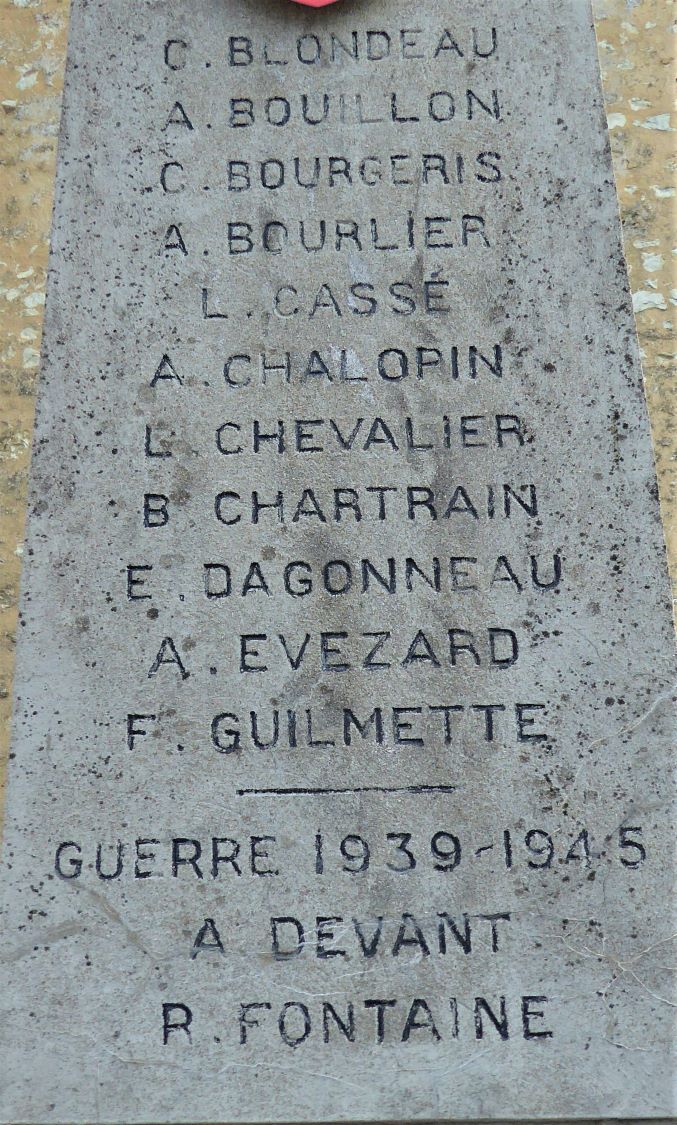 C. BLONDEAU
A. BOUILLON
C. BOURGERIS
A. BOURLIER
L. CASSÉ
A. CHALOPIN
L. CHEVALIER
B CHARTRAIN
E. DAGONNEAU
A. EVEZARD
F. GUILMETTE
GUERRE 1939-1945
A DEVANT
R. FONTAINE